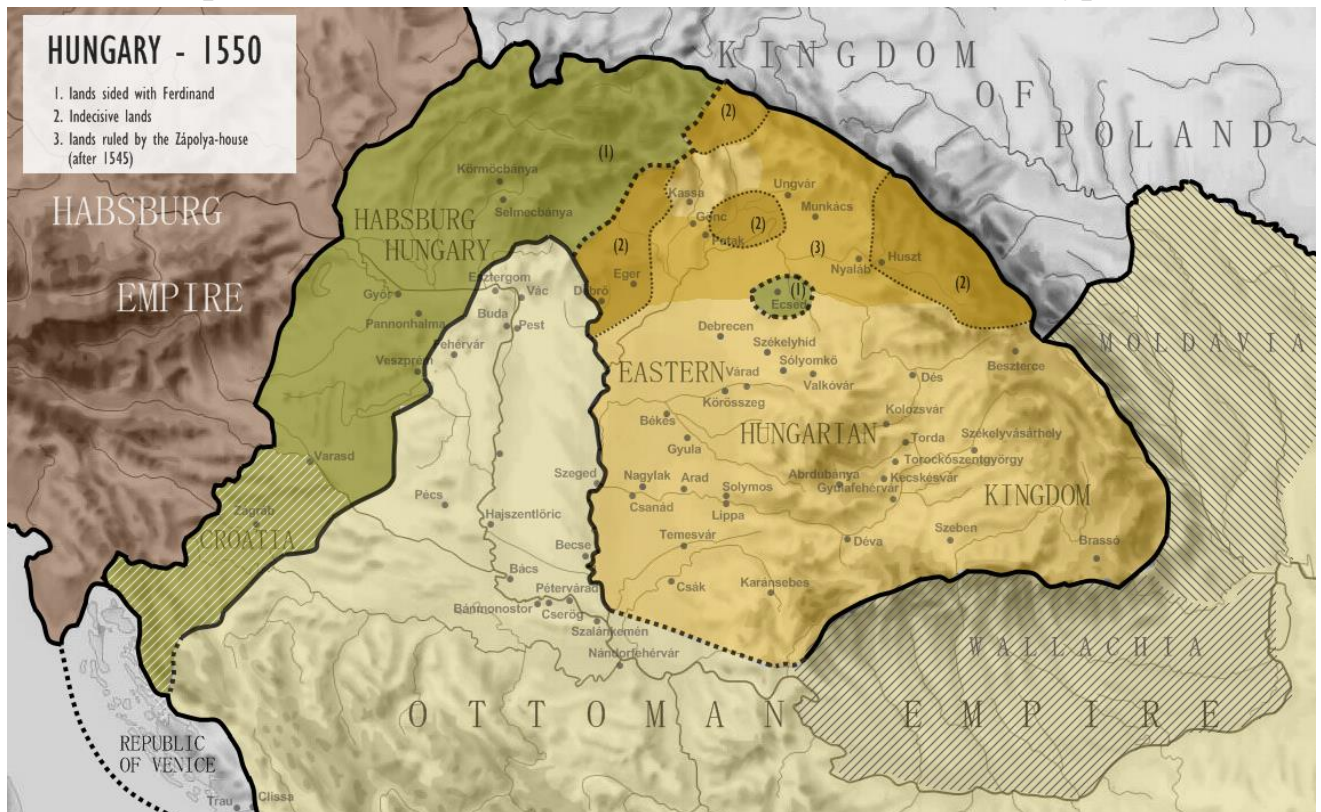 HUNGARY - 1550
1. lands sided with Ferdinand
2. Indecisive lands
3. lands ruled by the Zápolya-house
(after 1545)
KINGDOM
OF
POLAND
HABSBURG
EMPIRE
HABSBURG
HUNGARY
(1)
(2)
(2)
(2)
(3)
(2)
(1)
Körmöcbánya
Selmecbánya
Kassa
Gönc
Patak
Ungvár
Munkács
Nyaláb
Huszt
Eger
Debrő
Ecsed
Esztergom
Vác
Győr
Buda
Pest
Pannonhalma
Fehérvár
Veszprém
Debrecen
Székelyhíd
Sólyomkő
EASTERN
Várad
Valkóvár
Dés
Beszterce
MOLDAVIA
Körösszeg
Békés
HUNGARIAN
Kolozsvár
Gyula
Torda
Székelyvásárhely
Varasd
Szeged
Nagylak
Arad
Abrdubánya
Torockószentgyörgy
Solymos
Gyulafehérvár
Kecskésvár
KINGDOM
Pécs
Csanád
Lippa
Zágráb
CROATIA
Hajszentlőric
Temesvár
Szeben
Déva
Brassó
Becse
Bács
Csák
Karánsebes
Pétervárad
Bánmonostor
Cserög
Szalánkemén
Nándorfehérvár
WALLACHIA
OTTOMAN EMPIRE
REPUBLIC
OF VENICE
Trau
Clissa